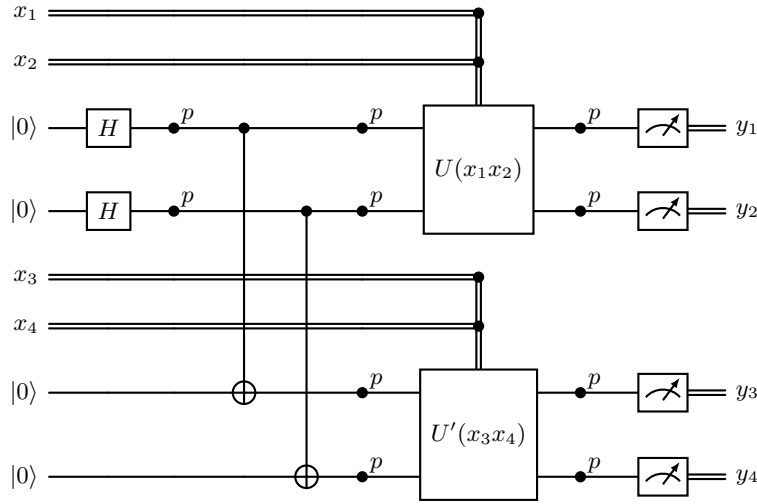 x₁
x₂
|0⟩ H p p p y₁
U(x₁x₂)
|0⟩ H p p p y₂
x₃
x₄
|0⟩ p p y₃
U′(x₃x₄)
|0⟩ p p y₄